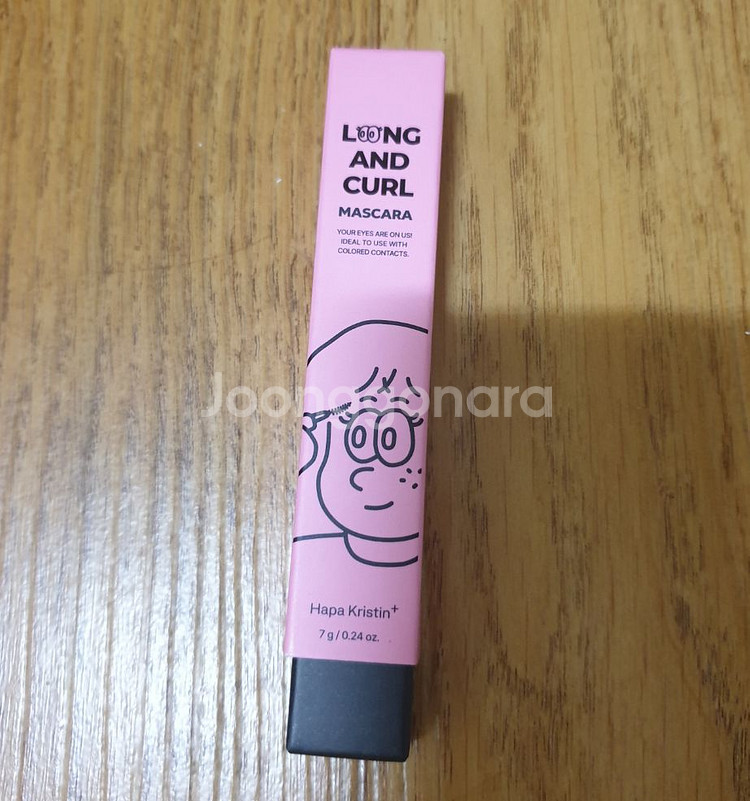 LOONG
AND
CURL
MASCARA
YOUR EYES ARE ON US!
IDEAL TO USE WITH
COLORED CONTACTS.
Joonggonara
Hapa Kristin+
7 g / 0.24 oz.